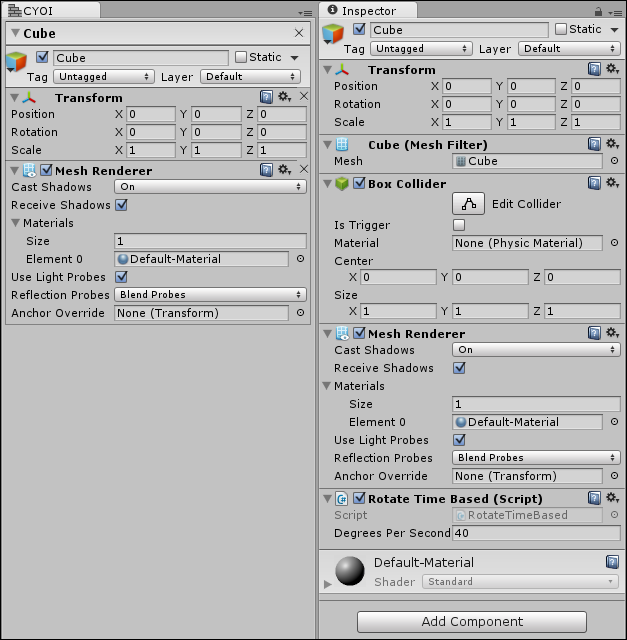 CYOI
Cube
Cube Static
Tag Untagged Layer Default
Transform
Position X 0 Y 0 Z 0
Rotation X 0 Y 0 Z 0
Scale X 1 Y 1 Z 1
Mesh Renderer
Cast Shadows On
Receive Shadows
Materials
Size 1
Element 0 Default-Material
Use Light Probes
Reflection Probes Blend Probes
Anchor Override None (Transform)
Inspector
Cube Static
Tag Untagged Layer Default
Transform
Position X 0 Y 0 Z 0
Rotation X 0 Y 0 Z 0
Scale X 1 Y 1 Z 1
Cube (Mesh Filter)
Mesh Cube
Box Collider
Edit Collider
Is Trigger
Material None (Physic Material)
Center
X 0 Y 0 Z 0
Size
X 1 Y 1 Z 1
Mesh Renderer
Cast Shadows On
Receive Shadows
Materials
Size 1
Element 0 Default-Material
Use Light Probes
Reflection Probes Blend Probes
Anchor Override None (Transform)
C# Rotate Time Based (Script)
Script RotateTimeBased
Degrees Per Second 40
Default-Material
Shader Standard
Add Component